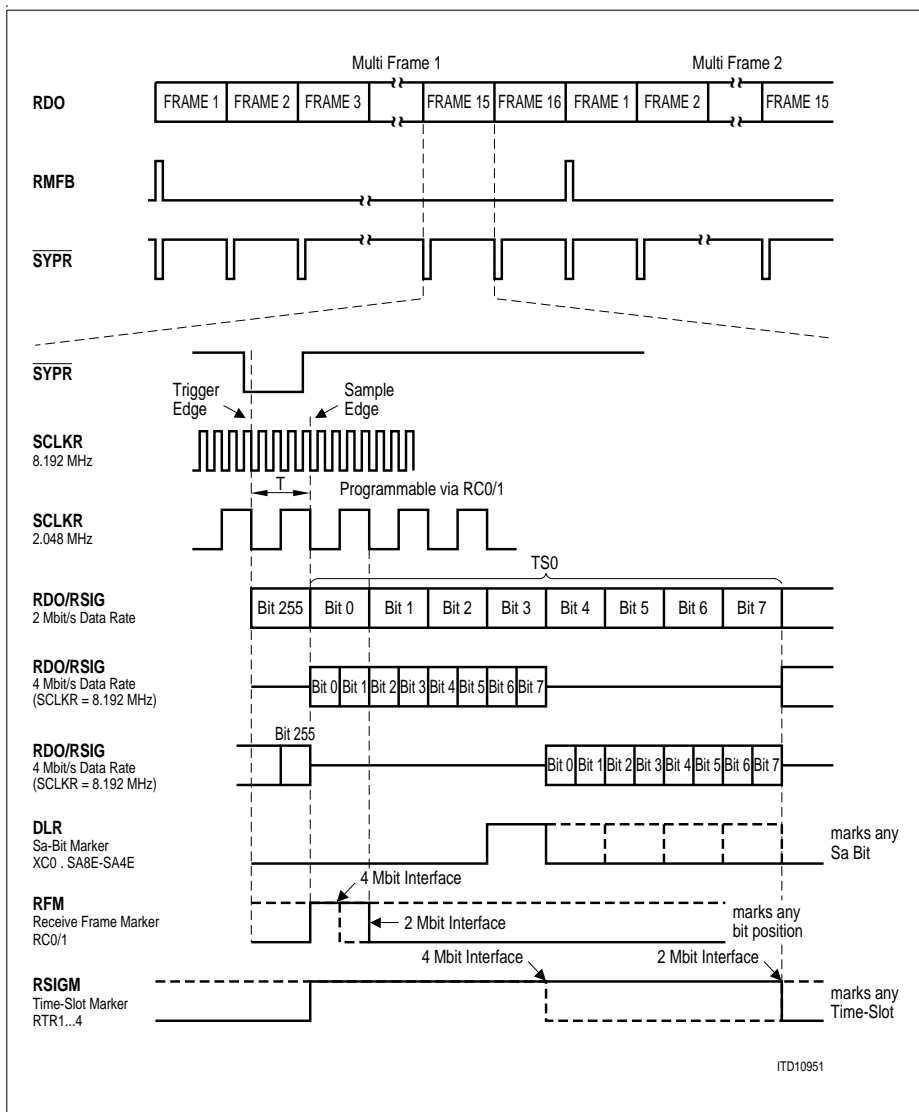 Multi Frame 1 Multi Frame 2
RDO FRAME 1 FRAME 2 FRAME 3 FRAME 15 FRAME 16 FRAME 1 FRAME 2 FRAME 15
RMFB
SYPR
SYPR
Trigger Edge Sample Edge
SCLKR
8.192 MHz
T Programmable via RC0/1
SCLKR
2.048 MHz
TS0
RDO/RSIG
2 Mbit/s Data Rate
Bit 255 Bit 0 Bit 1 Bit 2 Bit 3 Bit 4 Bit 5 Bit 6 Bit 7
RDO/RSIG
4 Mbit/s Data Rate
(SCLKR = 8.192 MHz)
Bit 0 Bit 1 Bit 2 Bit 3 Bit 4 Bit 5 Bit 6 Bit 7
Bit 255
RDO/RSIG
4 Mbit/s Data Rate
(SCLKR = 8.192 MHz)
Bit 0 Bit 1 Bit 2 Bit 3 Bit 4 Bit 5 Bit 6 Bit 7
DLR
Sa-Bit Marker
XC0 . SA8E-SA4E
marks any
Sa Bit
4 Mbit Interface
RFM
Receive Frame Marker
RC0/1
2 Mbit Interface
marks any
bit position
4 Mbit Interface 2 Mbit Interface
RSIGM
Time-Slot Marker
RTR1...4
marks any
Time-Slot
ITD10951